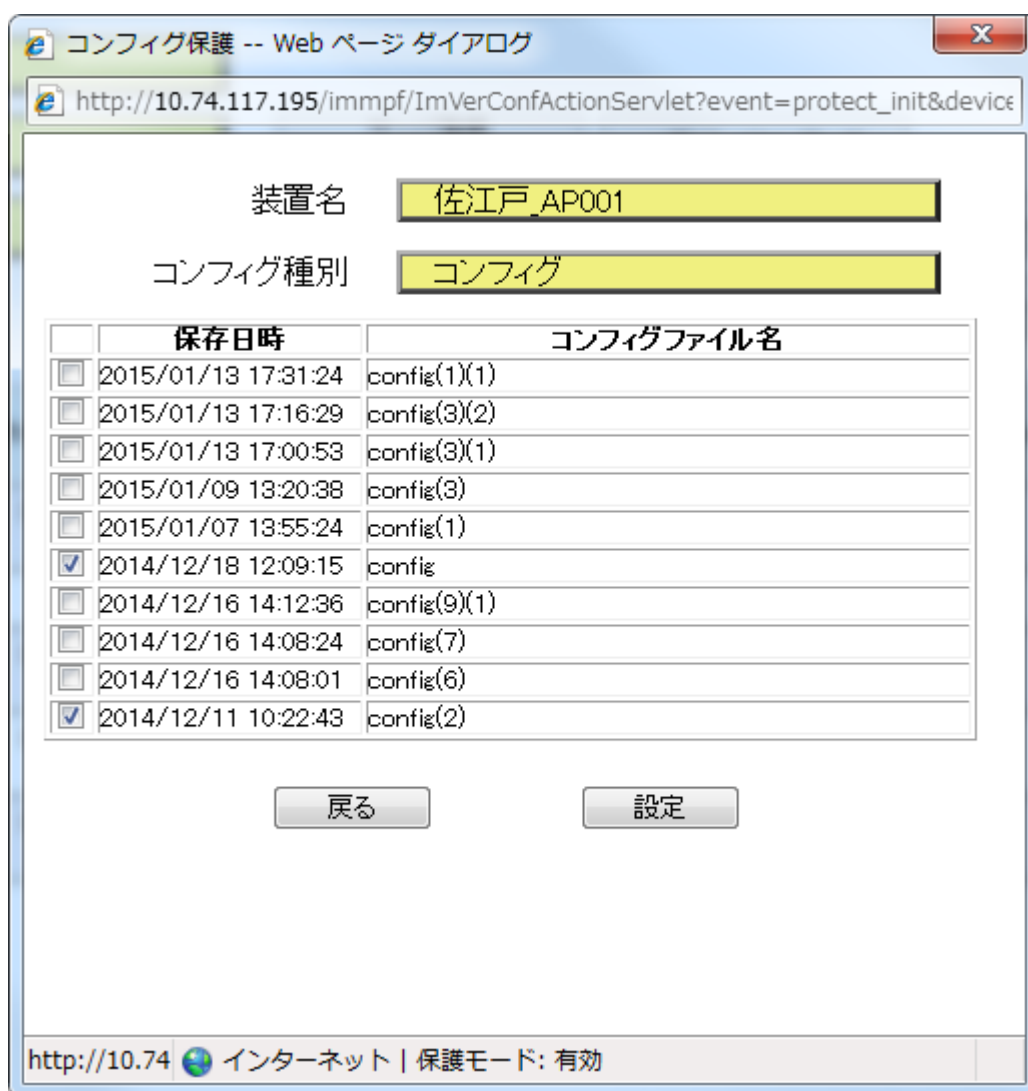 コンフィグ保護 -- Web ページ ダイアログ
http://10.74.117.195/immpf/ImVerConfActionServlet?event=protect_init&device
装置名 佐江戸_AP001
コンフィグ種別 コンフィグ
保存日時 コンフィグファイル名
2015/01/13 17:31:24 config(1)(1)
2015/01/13 17:16:29 config(3)(2)
2015/01/13 17:00:53 config(3)(1)
2015/01/09 13:20:38 config(3)
2015/01/07 13:55:24 config(1)
2014/12/18 12:09:15 config
2014/12/16 14:12:36 config(9)(1)
2014/12/16 14:08:24 config(7)
2014/12/16 14:08:01 config(6)
2014/12/11 10:22:43 config(2)
戻る 設定
http://10.74 インターネット | 保護モード: 有効